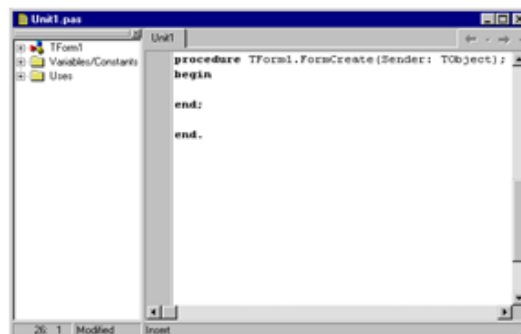 Unit1.pas
TForm1
Variables/Constants
Uses
Unit1
procedure TForm1.FormCreate(Sender: TObject);
begin
end;
end.
26: 1 Modified Insert